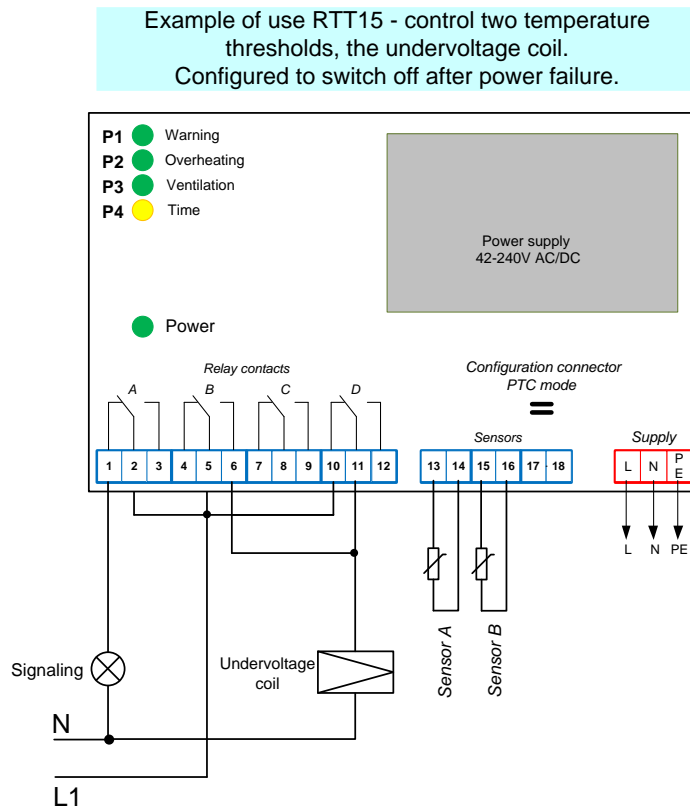 Example of use RTT15 - control two temperature
thresholds, the undervoltage coil.
Configured to switch off after power failure.
P1 Warning
P2 Overheating
P3 Ventilation
P4 Time
Power supply
42-240V AC/DC
Power
Relay contacts
A B C D
Configuration connector
PTC mode
=
Sensors
Supply
1 2 3 4 5 6 7 8 9 10 11 12
13 14 15 16 17 18
L N PE
L N PE
Sensor A
Sensor B
Signaling
Undervoltage
coil
N
L1